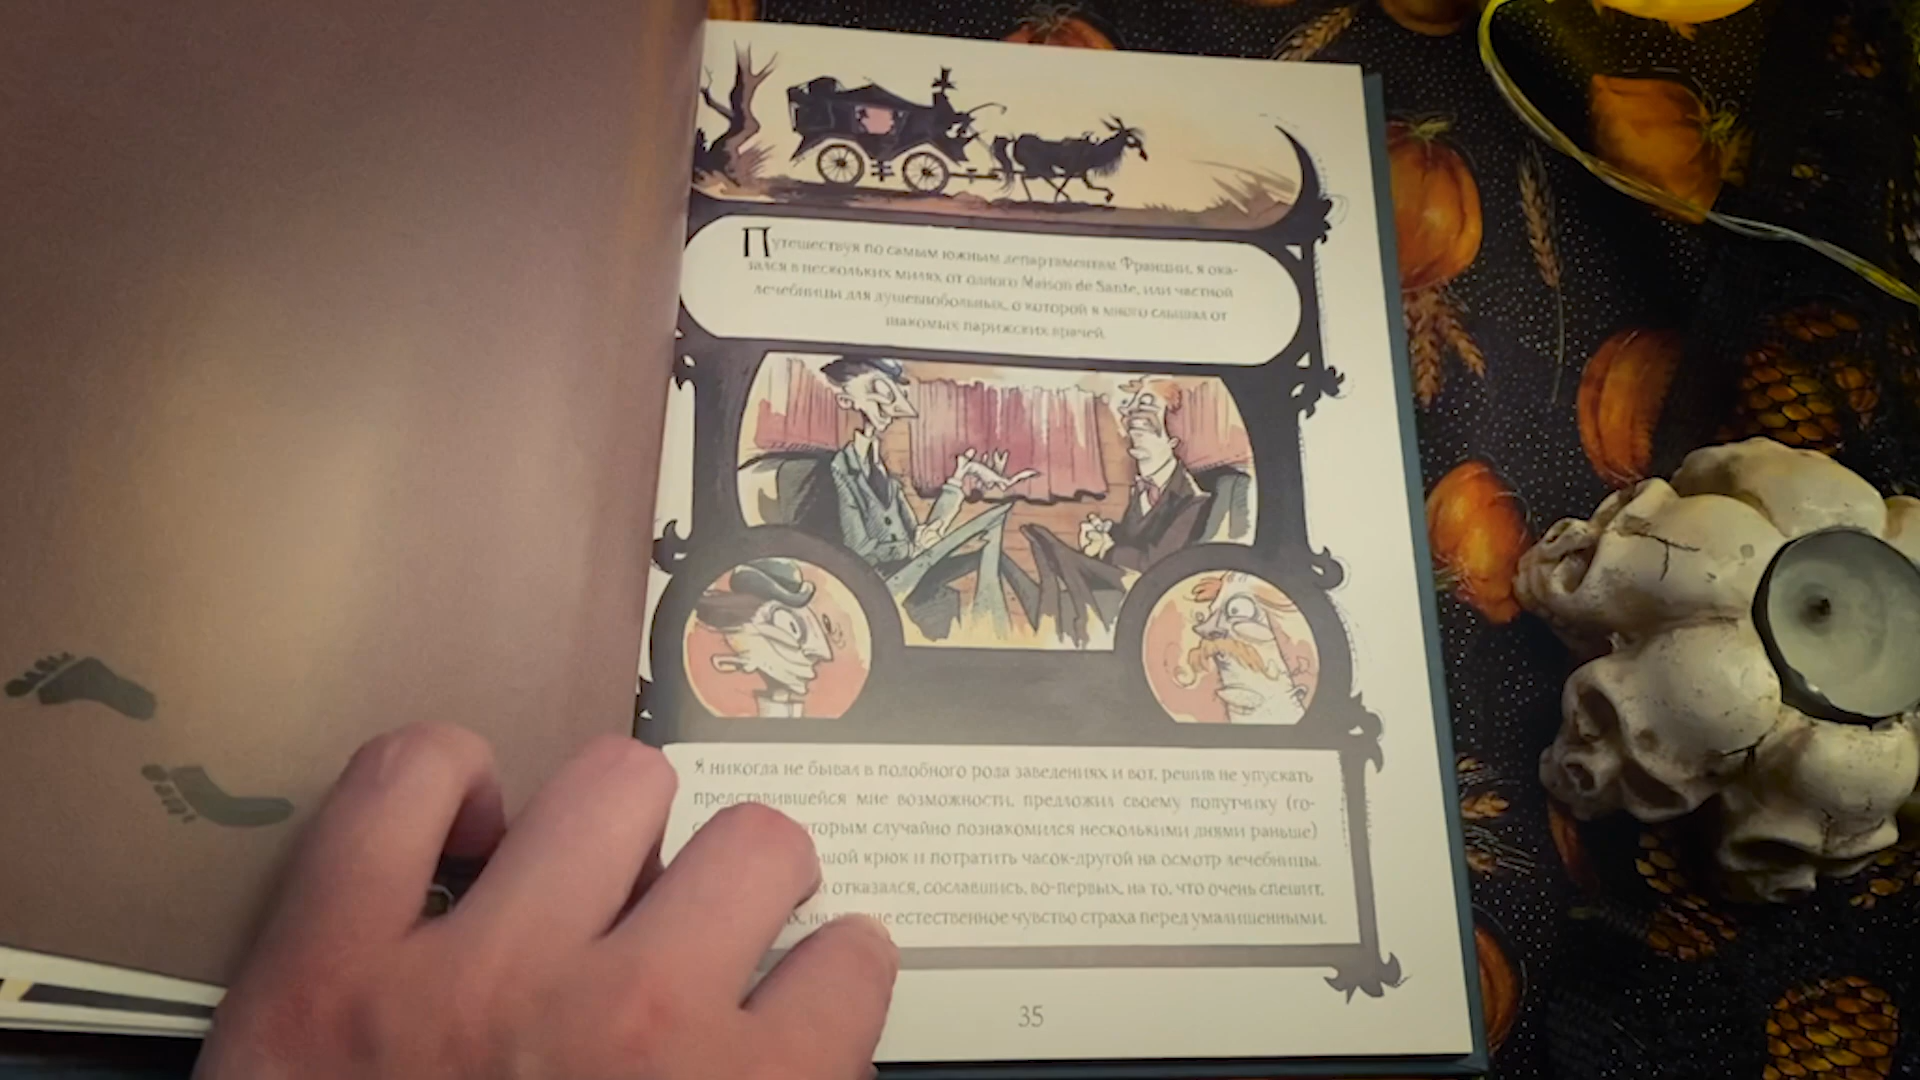 Путешествуя по самым южным департаментам Франции, я ока-
зался в нескольких милях от одного Maison de Sante, или частной
лечебницы для душевнобольных, о которой я много слышал от
знакомых парижских врачей.
Я никогда не бывал в подобного рода заведениях и вот, решив не упускать
представившейся мне возможности, предложил своему попутчику (го-
торым случайно познакомился несколькими днями раньше)
шой крюк и потратить часок-другой на осмотр лечебницы.
отказался, сославшись, во-первых, на то, что очень спешит,
на естественное чувство страха перед умалишенными.
35